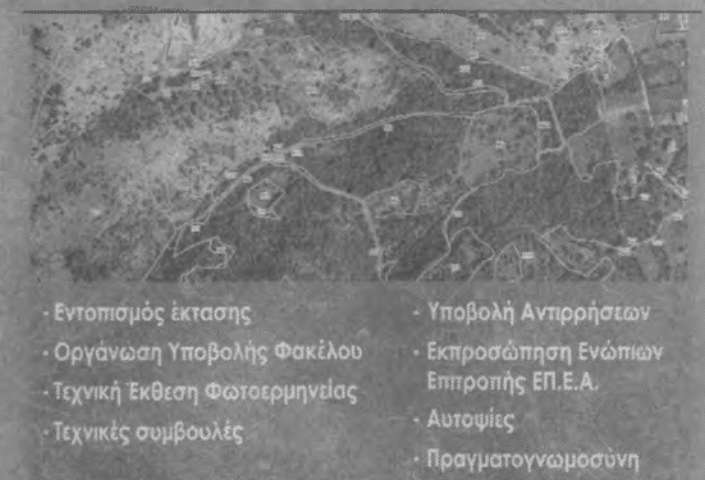 · Εντοπισμός έκτασης
· Οργάνωση Υποβολής Φακέλου
· Τεχνική Έκθεση Φωτοερμηνείας
· Τεχνικές συμβουλές
· Υποβολή Αντιρρήσεων
· Εκπροσώπηση Ενώπιων
Επιτροπής ΕΠ.Ε.Α.
· Αυτοψίες
· Πραγματογνωμοσύνη